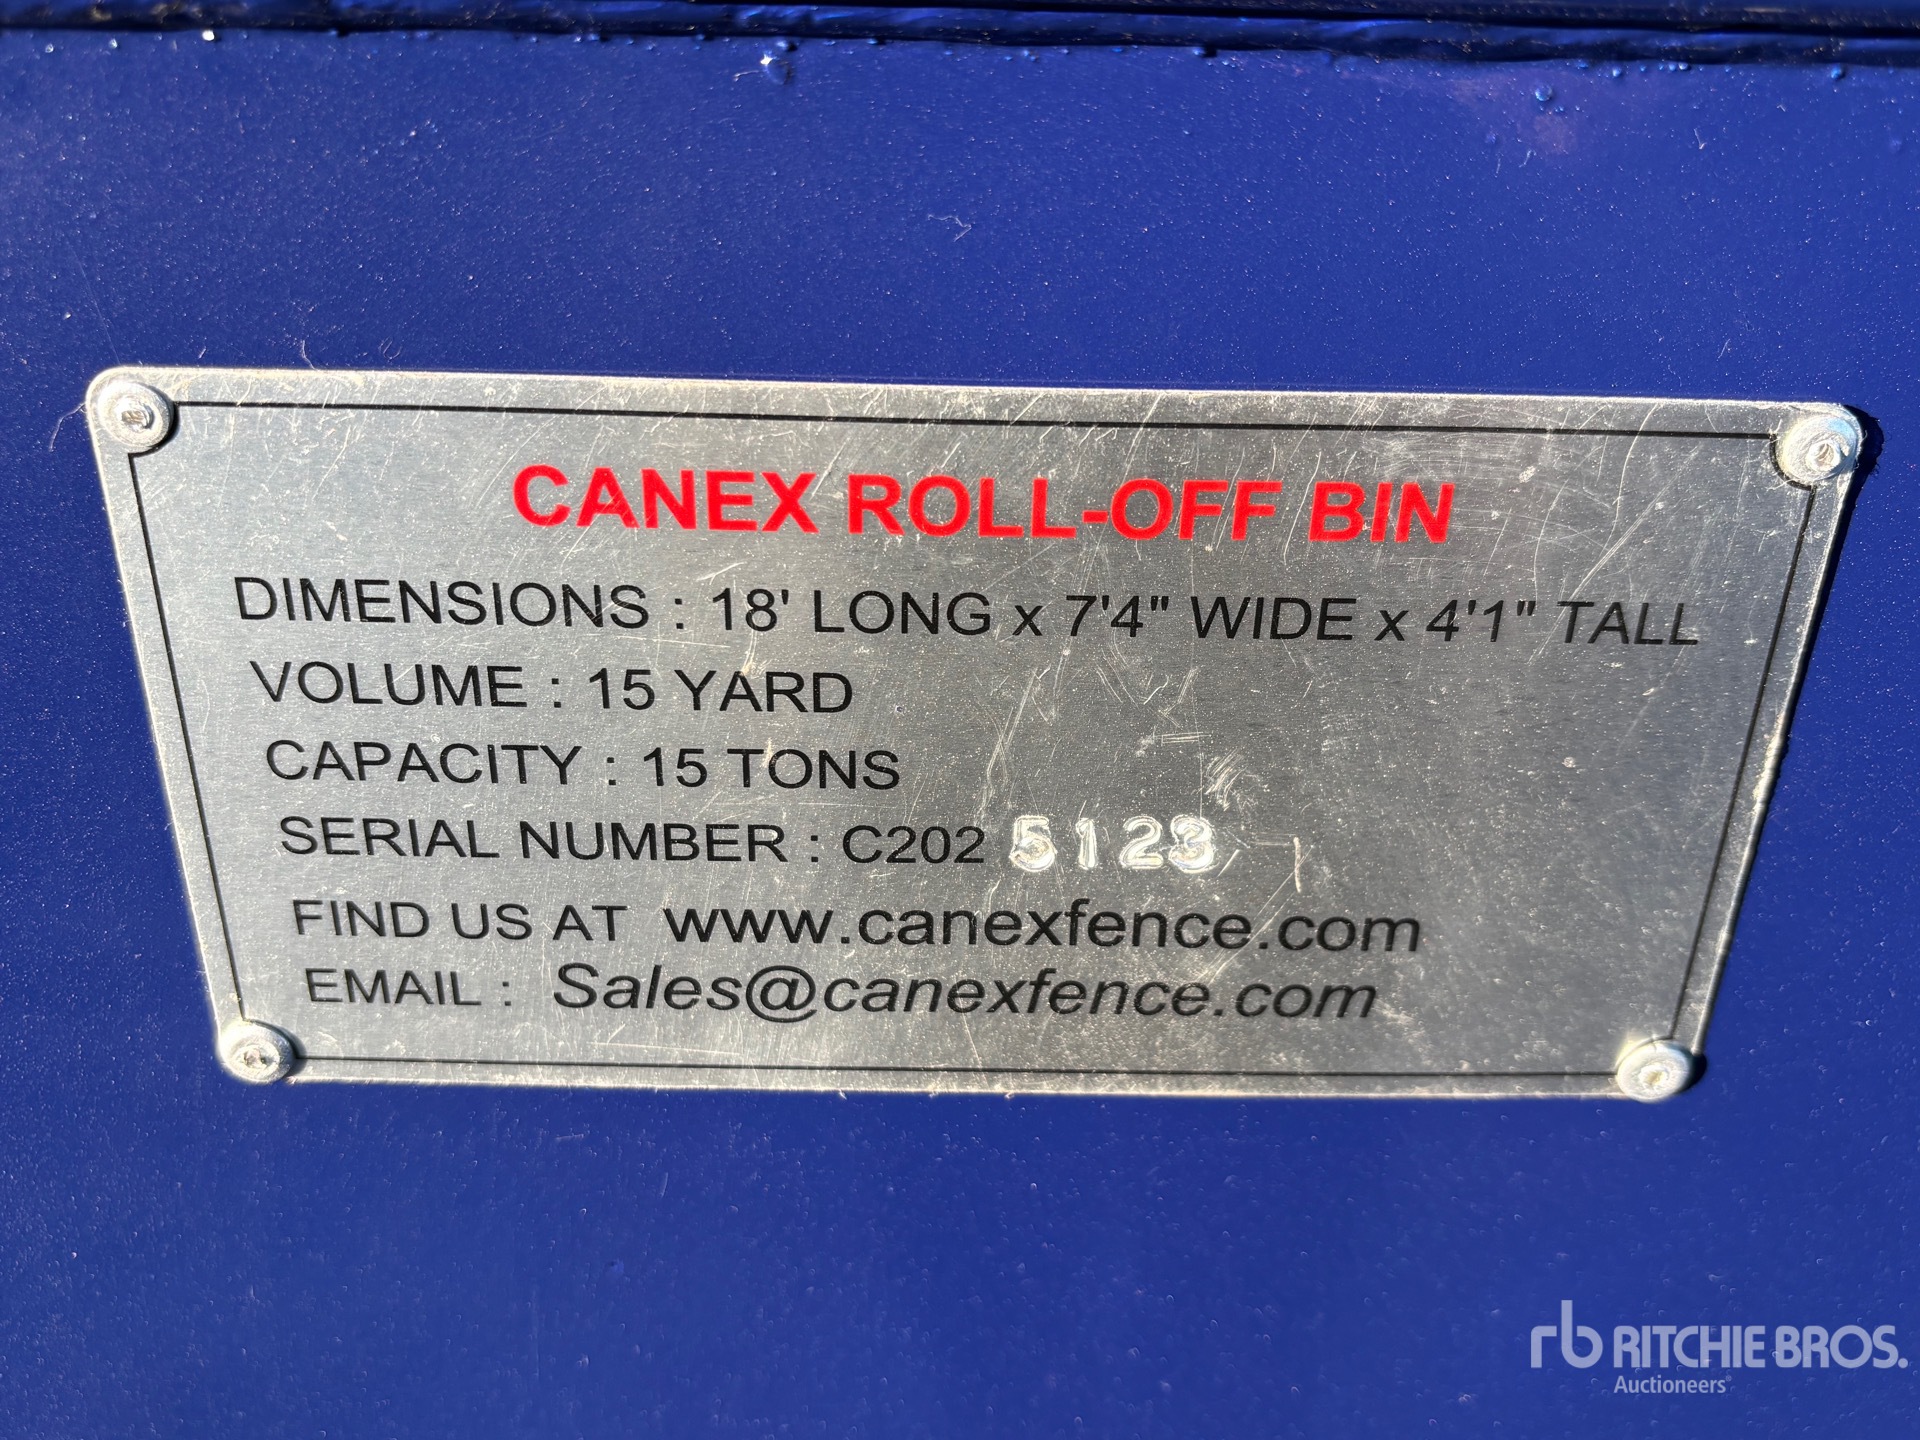 CANEX ROLL-OFF BIN
DIMENSIONS : 18' LONG x 7'4" WIDE x 4'1" TALL
VOLUME : 15 YARD
CAPACITY : 15 TONS
SERIAL NUMBER : C202 5123
FIND US AT www.canexfence.com
EMAIL : Sales@canexfence.com
rb RITCHIE BROS.
Auctioneers®